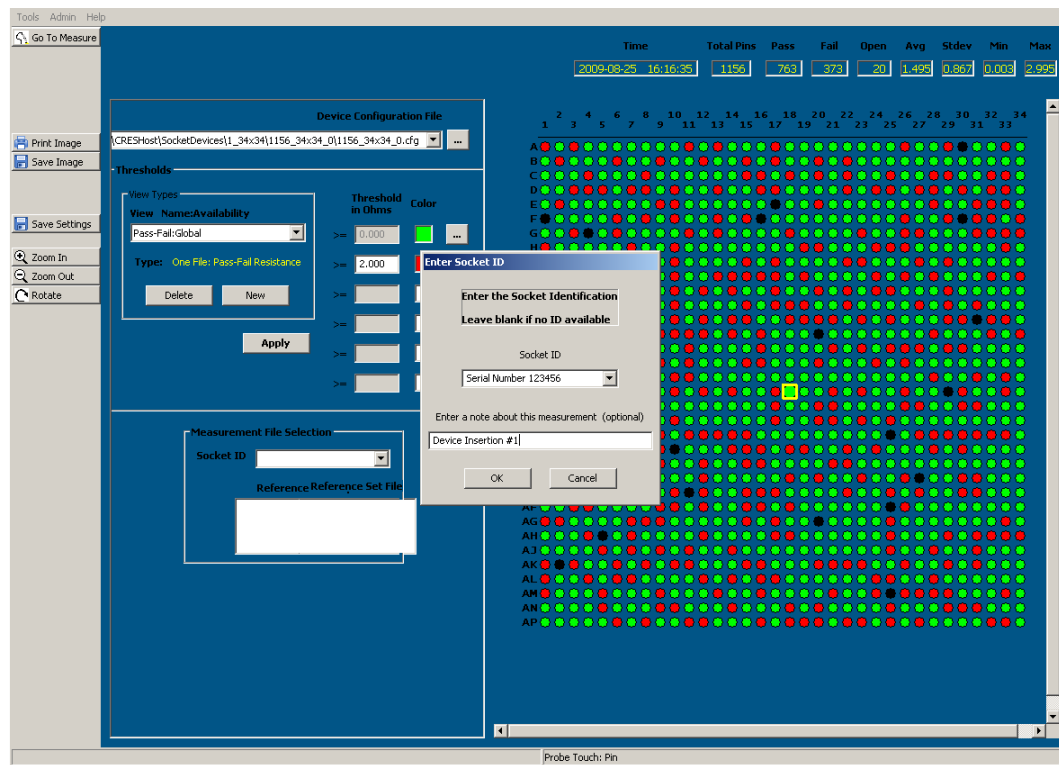 Tools Admin Help
Go To Measure
Time Total Pins Pass Fail Open Avg Stdev Min Max
2009-08-25 16:16:35 1156 763 373 20 1.495 0.867 0.003 2.995
Print Image
Save Image
Save Settings
Zoom In
Zoom Out
Rotate
Device Configuration File
\CRESHost\SocketDevices\1_34x34\1156_34x34_0\1156_34x34_0.cfg ...
Thresholds
View Types
View Name:Availability
Pass-Fail:Global
Type: One File: Pass-Fail Resistance
Delete New
Apply
Threshold in Ohms Color
>= 0.000 ...
>= 2.000
>=
>=
>=
>=
Measurement File Selection
Socket ID
Reference Reference Set File
Enter Socket ID
Enter the Socket Identification
Leave blank if no ID available
Socket ID
Serial Number 123456
Enter a note about this measurement (optional)
Device Insertion #1
OK Cancel
2 4 6 8 10 12 14 16 18 20 22 24 26 28 30 32 34
1 3 5 7 9 11 13 15 17 19 21 23 25 27 29 31 33
A
B
C
D
E
F
G
H
AF
AG
AH
AJ
AK
AL
AM
AN
AP
Probe Touch: Pin